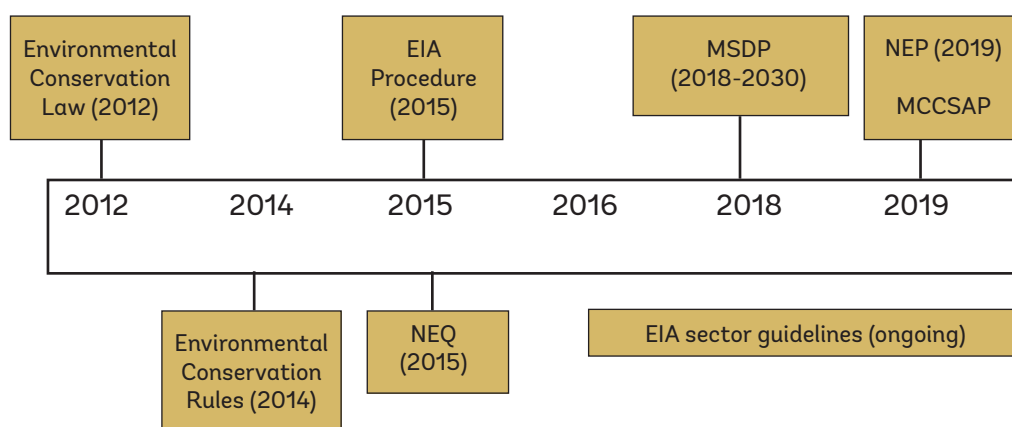 Environmental
Conservation
Law (2012)
EIA
Procedure
(2015)
MSDP
(2018-2030)
NEP (2019)
MCCSAP
2012
2014
2015
2016
2018
2019
Environmental
Conservation
Rules (2014)
NEQ
(2015)
EIA sector guidelines (ongoing)